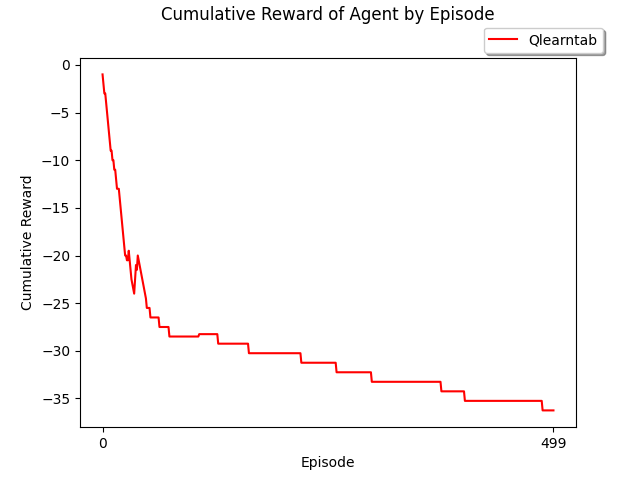 Cumulative Reward of Agent by Episode
Qlearntab
0
−5
−10
−15
−20
−25
−30
−35
Cumulative Reward
0
499
Episode